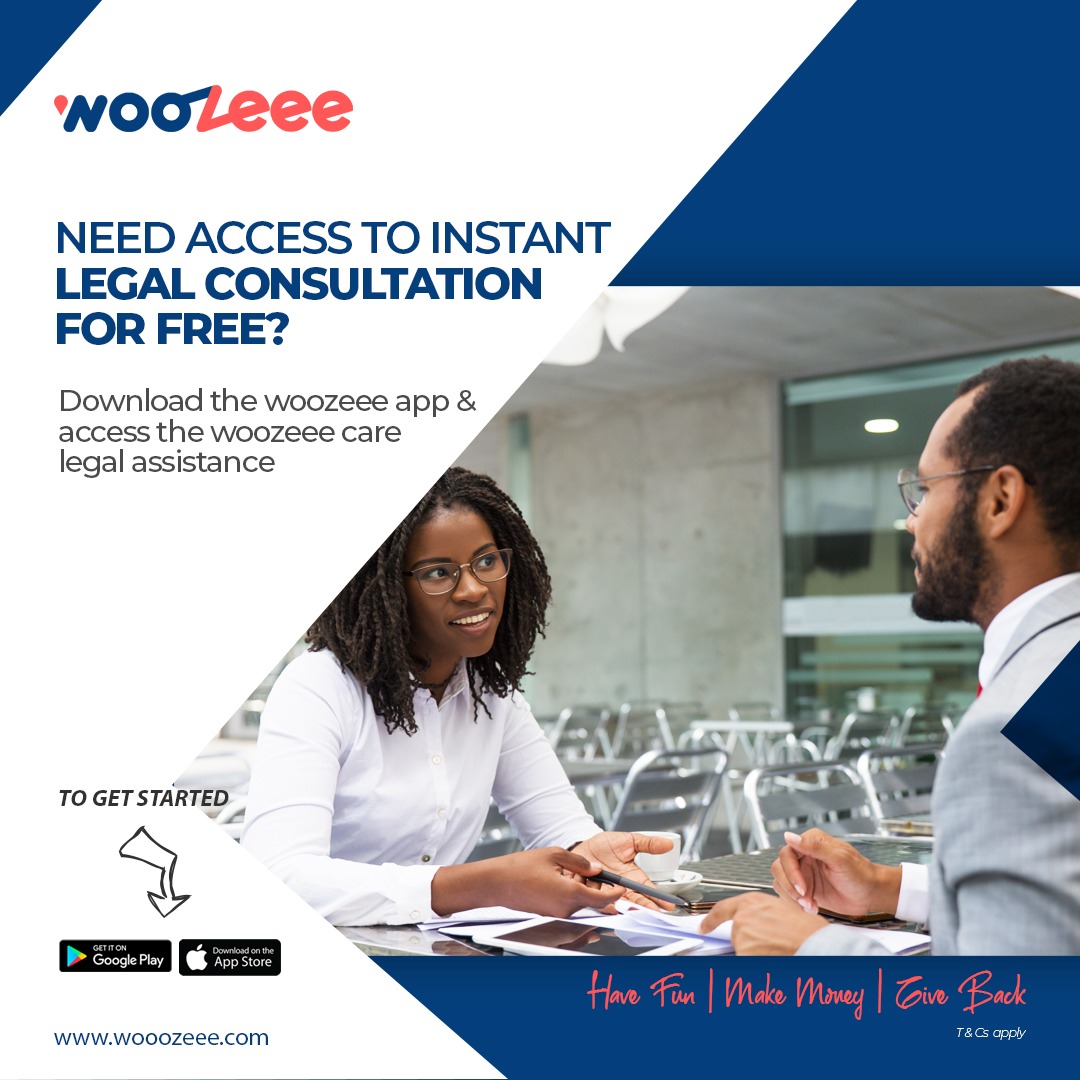 wooZeee
NEED ACCESS TO INSTANT
LEGAL CONSULTATION
FOR FREE?
Download the woozeee app &
access the woozeee care
legal assistance
TO GET STARTED
GET IT ON
Google Play
Download on the
App Store
www.wooozeee.com
Have Fun | Make Money | Give Back
T & Cs apply